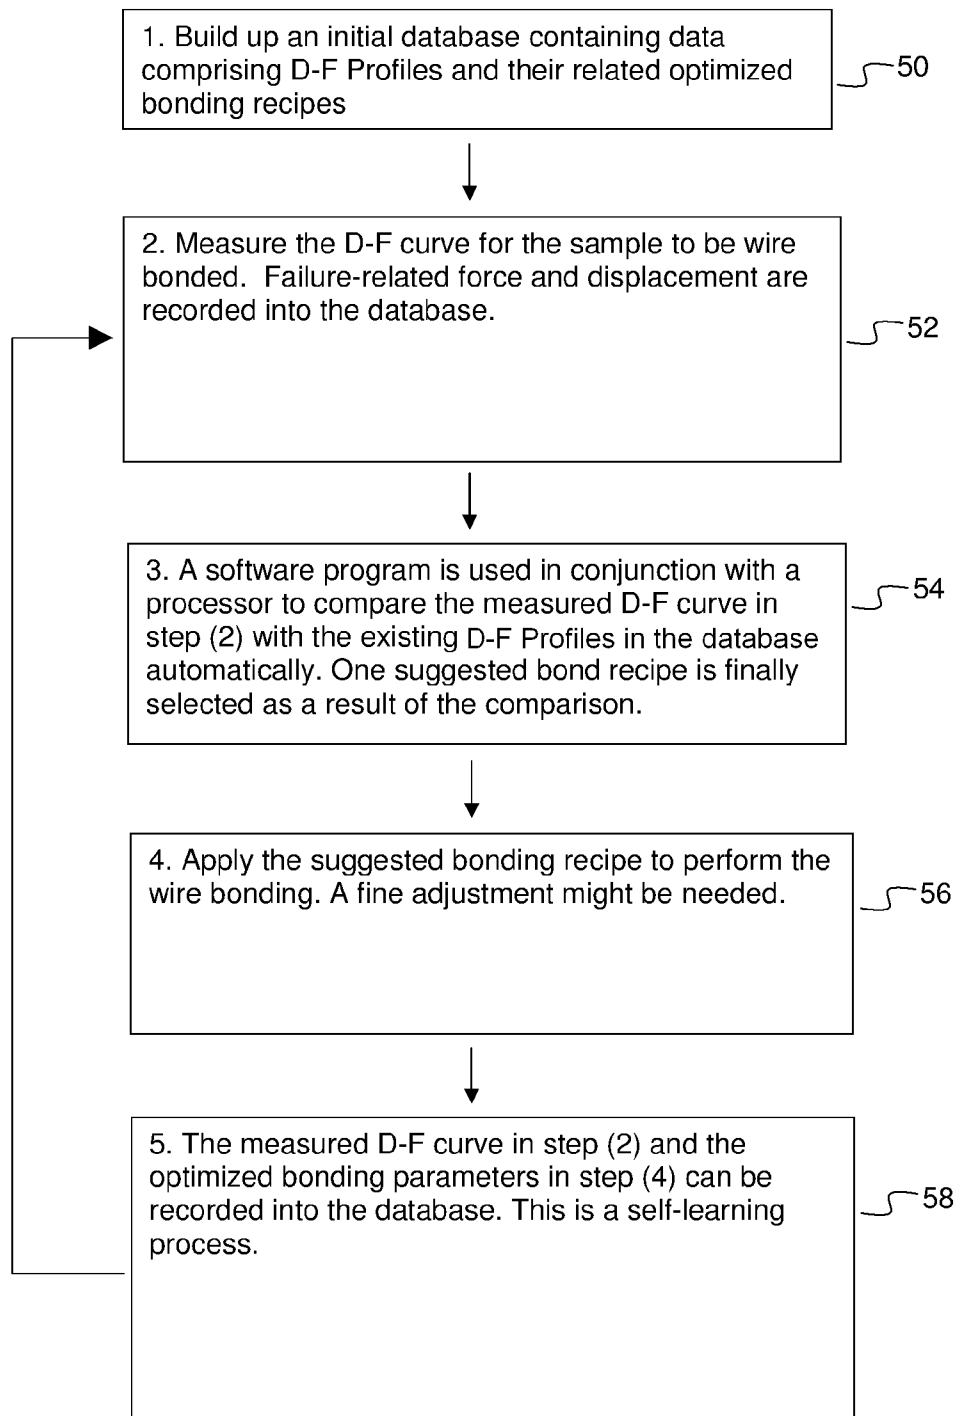 1. Build up an initial database containing data
comprising D-F Profiles and their related optimized
bonding recipes
50
2. Measure the D-F curve for the sample to be wire
bonded.  Failure-related force and displacement are
recorded into the database.
52
3. A software program is used in conjunction with a
processor to compare the measured D-F curve in
step (2) with the existing D-F Profiles in the database
automatically. One suggested bond recipe is finally
selected as a result of the comparison.
54
4. Apply the suggested bonding recipe to perform the
wire bonding. A fine adjustment might be needed.
56
5. The measured D-F curve in step (2) and the
optimized bonding parameters in step (4) can be
recorded into the database. This is a self-learning
process.
58